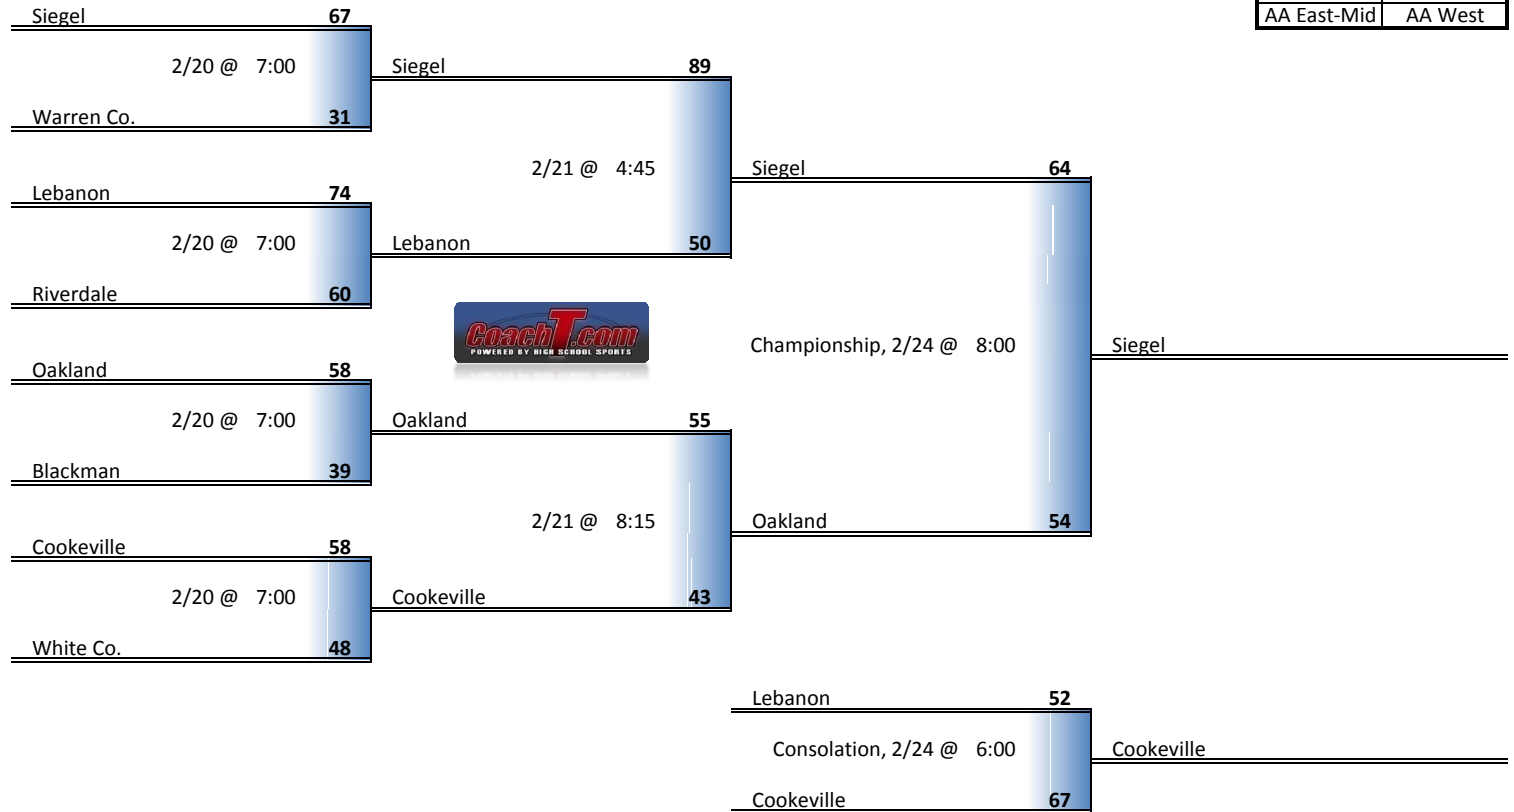 Siegel 67
AA East-Mid AA West
2/20 @ 7:00
Siegel 89
Warren Co. 31
2/21 @ 4:45
Siegel 64
Lebanon 74
2/20 @ 7:00
Lebanon 50
Riverdale 60
CoachT.com
POWERED BY HIGH SCHOOL SPORTS
Championship, 2/24 @ 8:00
Siegel
Oakland 58
2/20 @ 7:00
Oakland 55
Blackman 39
2/21 @ 8:15
Oakland 54
Cookeville 58
2/20 @ 7:00
Cookeville 43
White Co. 48
Lebanon 52
Consolation, 2/24 @ 6:00
Cookeville
Cookeville 67